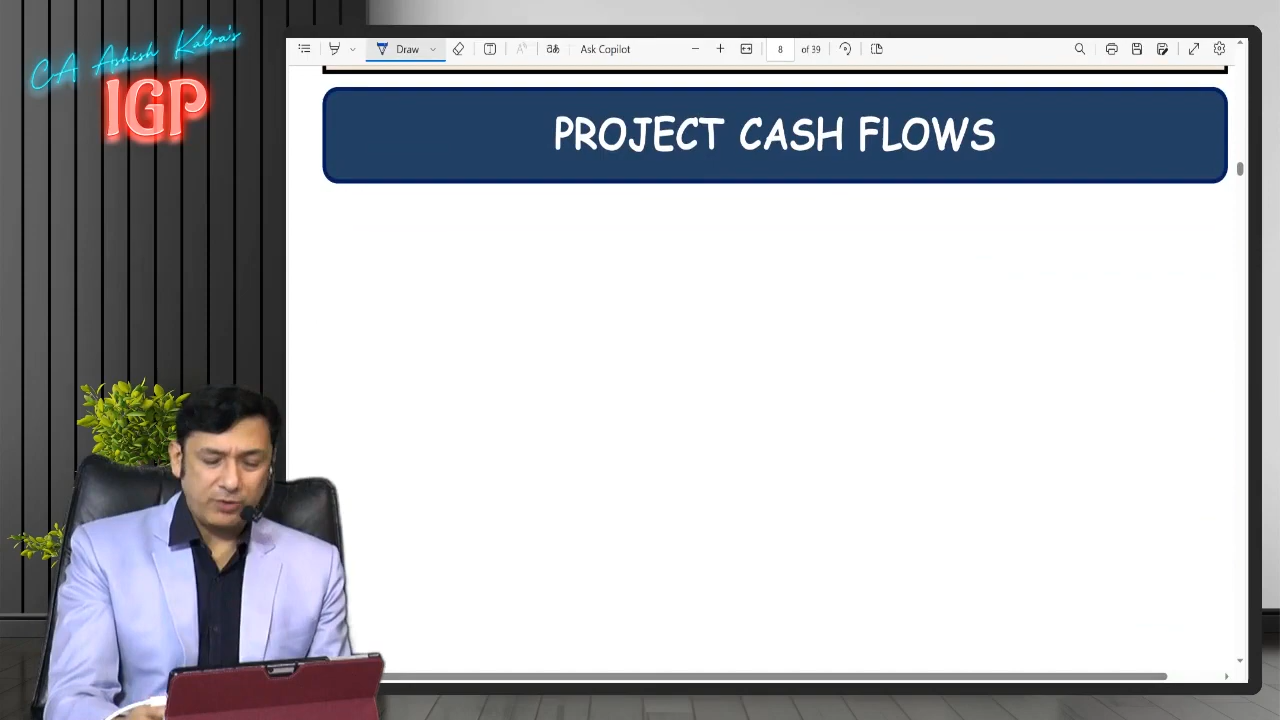 CA Ashish Kalra's
IGP
Draw
Ask Copilot
8
of 39
PROJECT CASH FLOWS